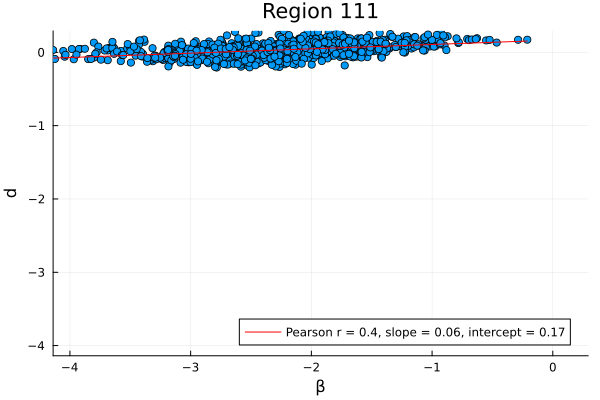 Region 111
d
0
−1
−2
−3
−4
Pearson r = 0.4, slope = 0.06, intercept = 0.17
−4
−3
−2
−1
0
β